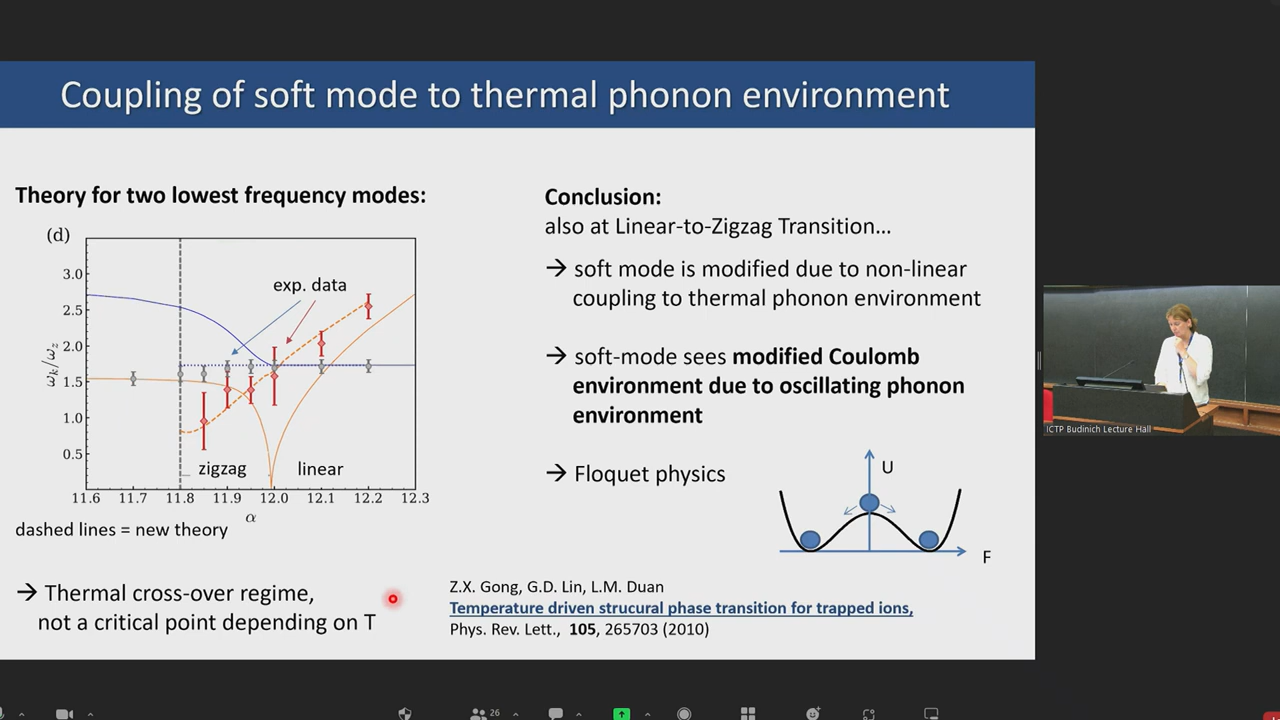 Coupling of soft mode to thermal phonon environment
Theory for two lowest frequency modes:
(d)
3.0
2.5
2.0
1.5
1.0
0.5
ωk/ωz
exp. data
zigzag
linear
11.6 11.7 11.8 11.9 12.0 12.1 12.2 12.3
α
dashed lines = new theory
→ Thermal cross-over regime,
not a critical point depending on T
Conclusion:
also at Linear-to-Zigzag Transition...
→ soft mode is modified due to non-linear
coupling to thermal phonon environment
→ soft-mode sees modified Coulomb
environment due to oscillating phonon
environment
→ Floquet physics
U
F
Z.X. Gong, G.D. Lin, L.M. Duan
Temperature driven strucural phase transition for trapped ions,
Phys. Rev. Lett., 105, 265703 (2010)
ICTP Budinich Lecture Hall
26